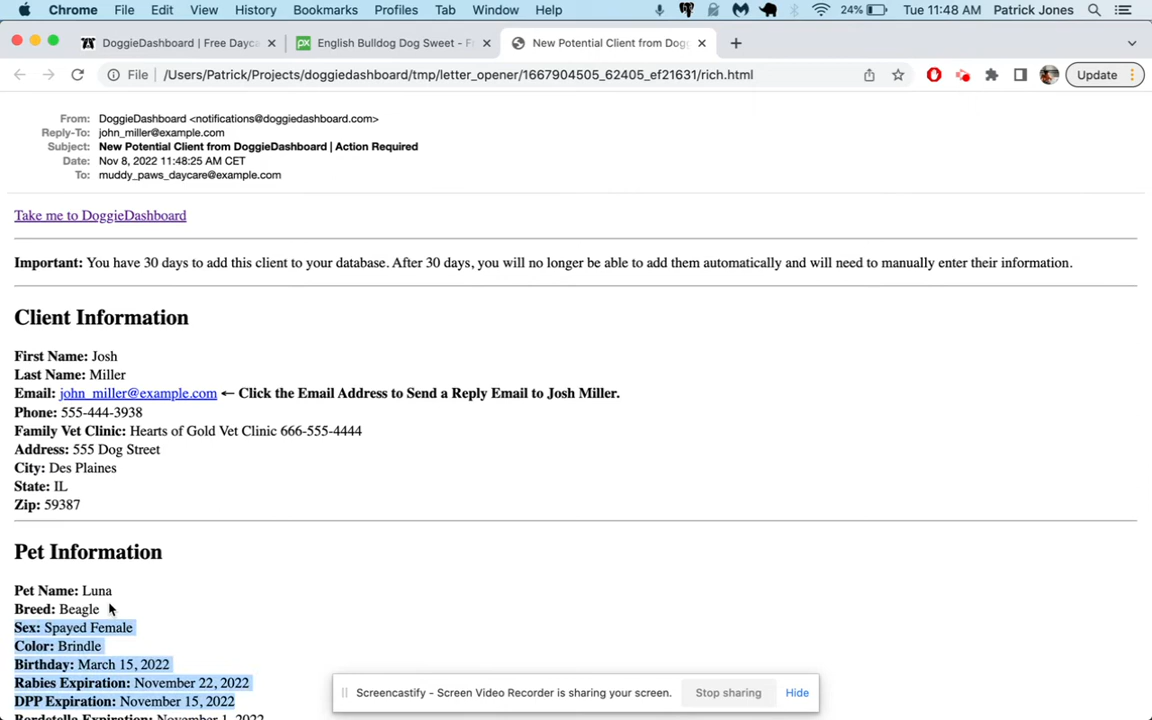 Chrome File Edit View History Bookmarks Profiles Tab Window Help 24% Tue 11:48 AM Patrick Jones
DoggieDashboard | Free Dayca
English Bulldog Dog Sweet - F
New Potential Client from Dogg
File /Users/Patrick/Projects/doggiedashboard/tmp/letter_opener/1667904505_62405_ef21631/rich.html Update
From: DoggieDashboard <notifications@doggiedashboard.com>
Reply-To: john_miller@example.com
Subject: New Potential Client from DoggieDashboard | Action Required
Date: Nov 8, 2022 11:48:25 AM CET
To: muddy_paws_daycare@example.com
Take me to DoggieDashboard
Important: You have 30 days to add this client to your database. After 30 days, you will no longer be able to add them automatically and will need to manually enter their information.
Client Information
First Name: Josh
Last Name: Miller
Email: john_miller@example.com ← Click the Email Address to Send a Reply Email to Josh Miller.
Phone: 555-444-3938
Family Vet Clinic: Hearts of Gold Vet Clinic 666-555-4444
Address: 555 Dog Street
City: Des Plaines
State: IL
Zip: 59387
Pet Information
Pet Name: Luna
Breed: Beagle
Sex: Spayed Female
Color: Brindle
Birthday: March 15, 2022
Rabies Expiration: November 22, 2022
DPP Expiration: November 15, 2022
Bordetella Expiration: November 1, 2022
Screencastify - Screen Video Recorder is sharing your screen. Stop sharing Hide